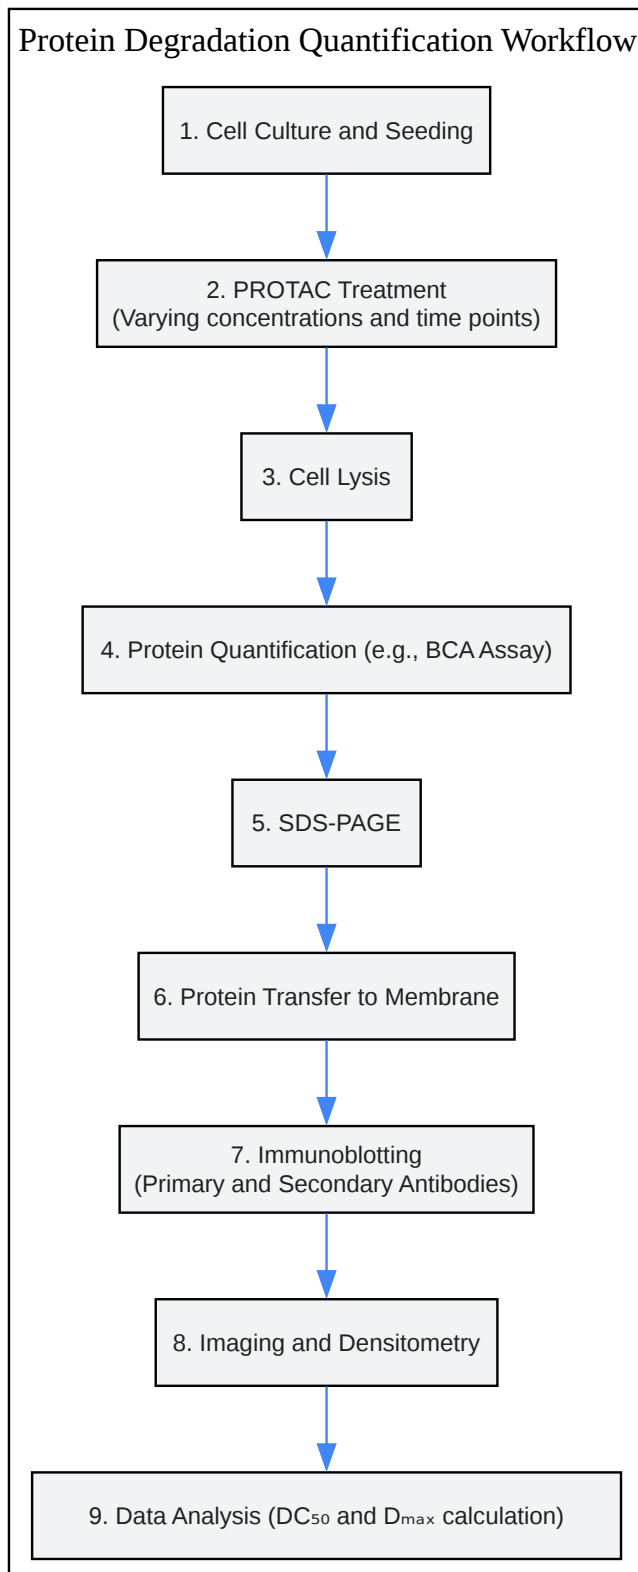 Protein Degradation Quantification Workflow
1. Cell Culture and Seeding
2. PROTAC Treatment
(Varying concentrations and time points)
3. Cell Lysis
4. Protein Quantification (e.g., BCA Assay)
5. SDS-PAGE
6. Protein Transfer to Membrane
7. Immunoblotting
(Primary and Secondary Antibodies)
8. Imaging and Densitometry
9. Data Analysis (DC₅₀ and Dₘₐₓ calculation)